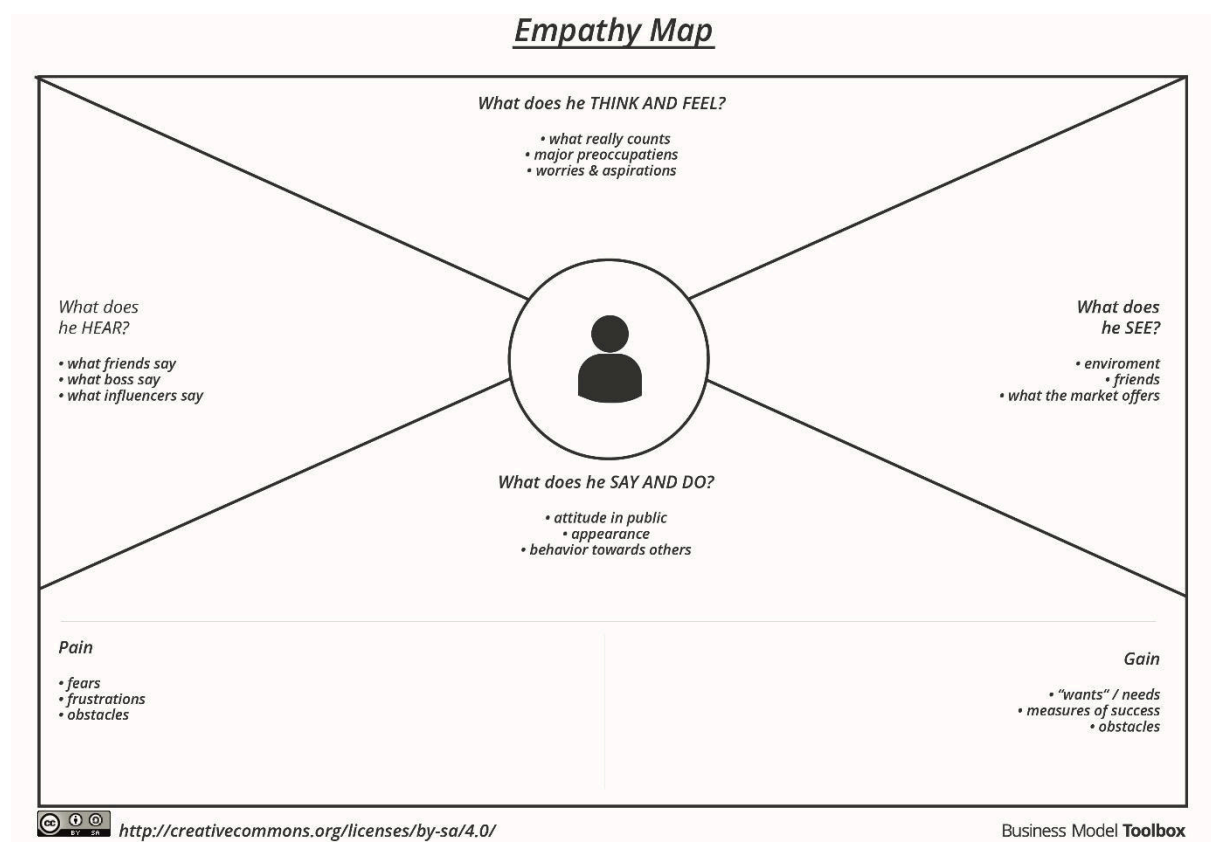 Empathy Map
What does he THINK AND FEEL?
• what really counts
• major preoccupatiens
• worries & aspirations
What does
he HEAR?
• what friends say
• what boss say
• what influencers say
What does
he SEE?
• enviroment
• friends
• what the market offers
What does he SAY AND DO?
• attitude in public
• appearance
• behavior towards others
Pain
• fears
• frustrations
• obstacles
Gain
• “wants” / needs
• measures of success
• obstacles
cc BY SA
http://creativecommons.org/licenses/by-sa/4.0/
Business Model Toolbox